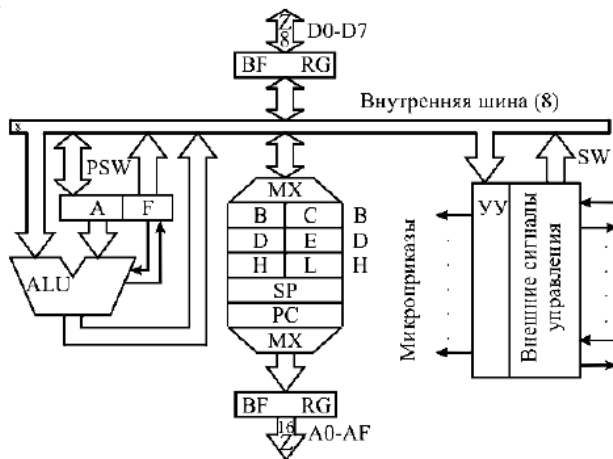 Z
8
D0-D7
BF RG
Внутренняя шина (8)
8
PSW
SW
A F
ALU
MX
B C B
D E D
H L H
SP
PC
MX
BF RG
16
Z
A0-AF
Микроприказы
УУ
Внешние сигналы
управления